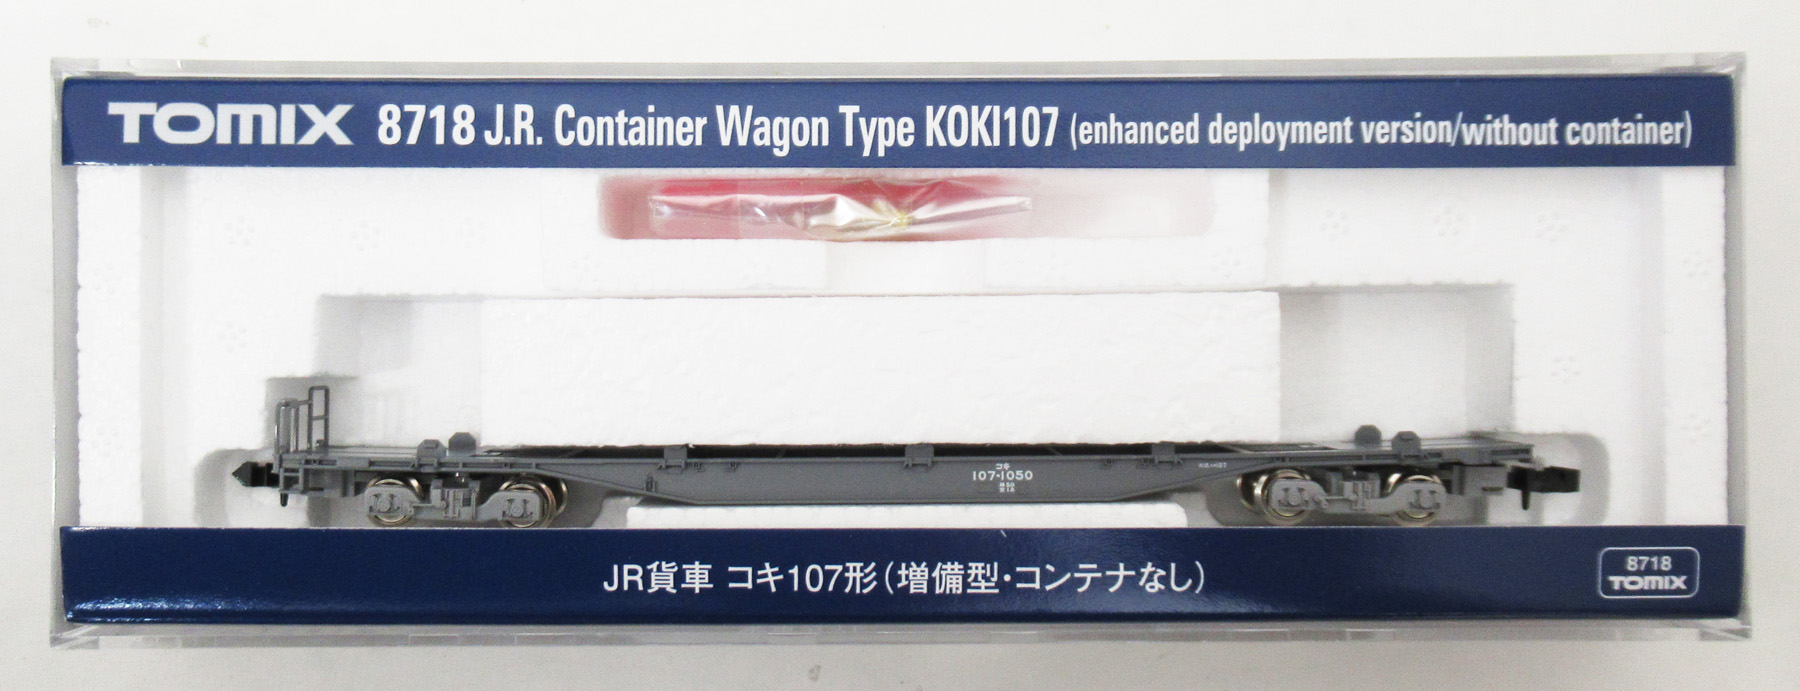 TOMIX 8718 J.R. Container Wagon Type KOKI107 (enhanced deployment version/without container)
コキ
107-1050
JR貨車 コキ107形(増備型・コンテナなし)
8718
TOMIX